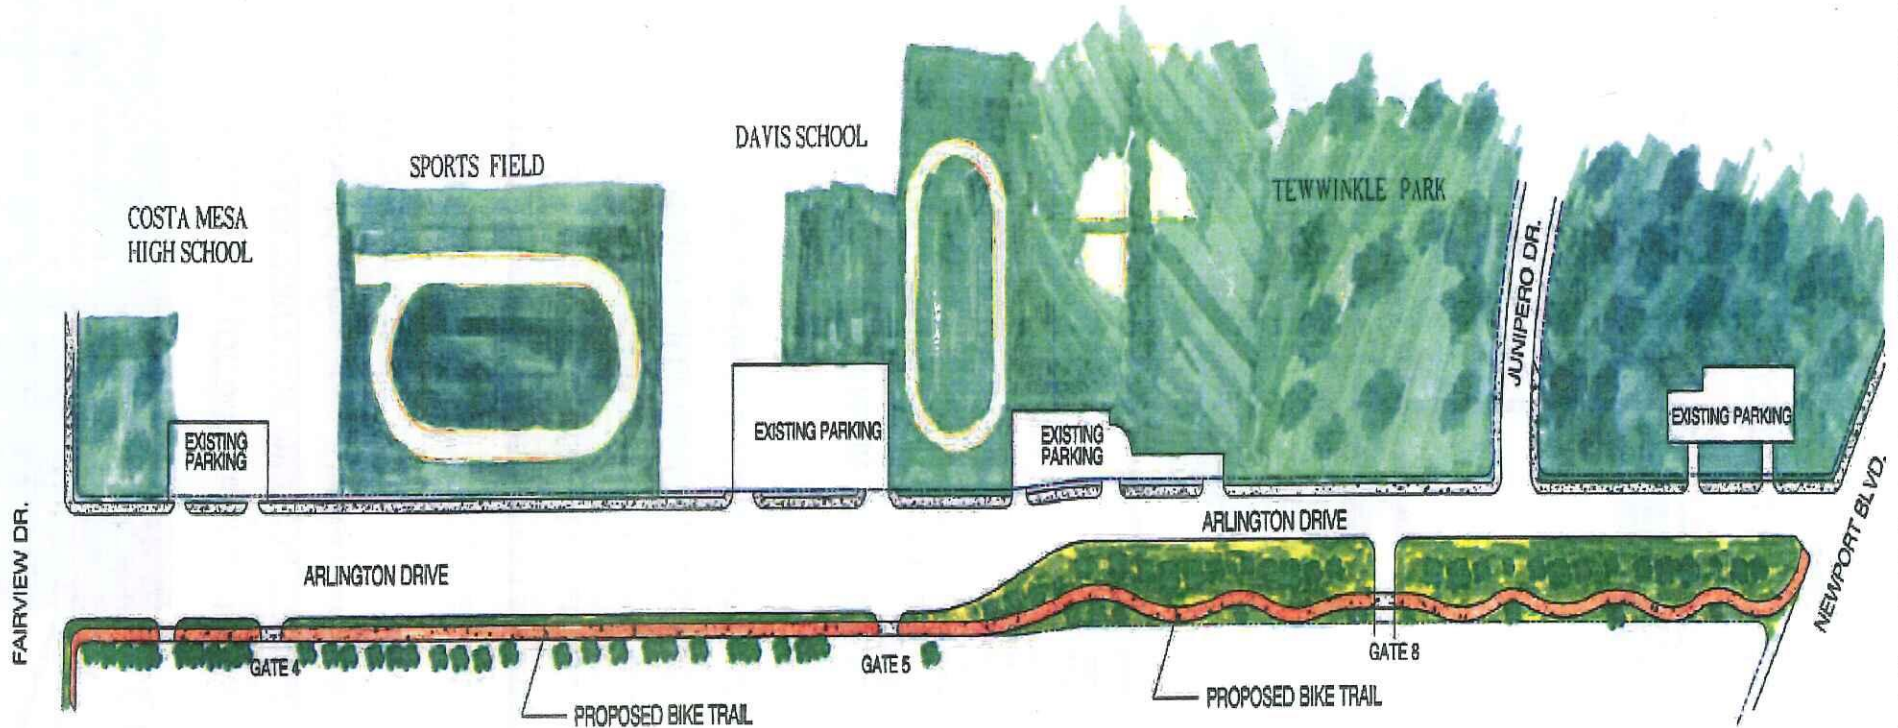 COSTA MESA
HIGH SCHOOL
SPORTS FIELD
DAVIS SCHOOL
TEWWINKLE PARK
JUNIPERO DR.
EXISTING
PARKING
EXISTING PARKING
EXISTING
PARKING
EXISTING PARKING
FAIRVIEW DR.
ARLINGTON DRIVE
ARLINGTON DRIVE
NEWPORT BLVD.
GATE 4
GATE 5
GATE 8
PROPOSED BIKE TRAIL
PROPOSED BIKE TRAIL